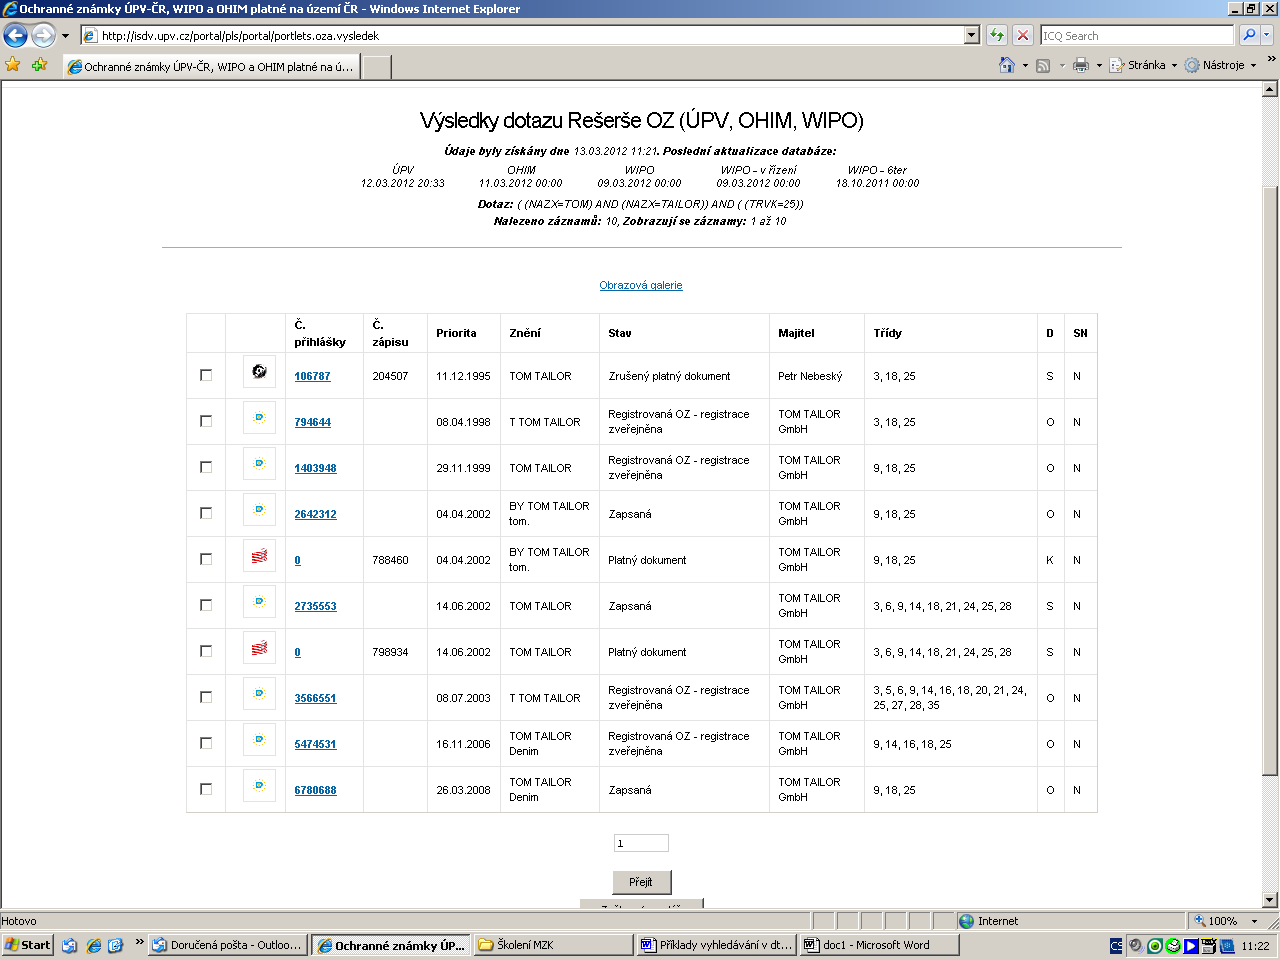 Ochranné známky ÚPV-ČR, WIPO a OHIM platné na území ČR - Windows Internet Explorer
http://isdv.upv.cz/portal/pls/portal/portlets.oza.vysledek
ICQ Search
Ochranné známky ÚPV-ČR, WIPO a OHIM platné na ú...
Stránka
Nástroje
Výsledky dotazu Rešerše OZ (ÚPV, OHIM, WIPO)
Údaje byly získány dne 13.03.2012 11:21. Poslední aktualizace databáze:
ÚPV OHIM WIPO WIPO - v řízení WIPO - 6ter
12.03.2012 20:33 11.03.2012 00:00 09.03.2012 00:00 09.03.2012 00:00 18.10.2011 00:00
Dotaz: ( (NAZX=TOM) AND (NAZX=TAILOR)) AND ( (TRVK=25))
Nalezeno záznamů: 10, Zobrazují se záznamy: 1 až 10
Obrazová galerie
Č. přihlášky Č. zápisu Priorita Znění Stav Majitel Třídy D SN
106787 204507 11.12.1995 TOM TAILOR Zrušený platný dokument Petr Nebeský 3, 18, 25 S N
794644 08.04.1998 T TOM TAILOR Registrovaná OZ - registrace zveřejněna TOM TAILOR GmbH 3, 18, 25 O N
1403948 29.11.1999 TOM TAILOR Registrovaná OZ - registrace zveřejněna TOM TAILOR GmbH 9, 18, 25 O N
2642312 04.04.2002 BY TOM TAILOR tom. Zapsaná TOM TAILOR GmbH 9, 18, 25 O N
0 788460 04.04.2002 BY TOM TAILOR tom. Platný dokument TOM TAILOR GmbH 9, 18, 25 K N
2735553 14.06.2002 TOM TAILOR Zapsaná TOM TAILOR GmbH 3, 6, 9, 14, 18, 21, 24, 25, 28 S N
0 798934 14.06.2002 TOM TAILOR Platný dokument TOM TAILOR GmbH 3, 6, 9, 14, 18, 21, 24, 25, 28 S N
3566551 08.07.2003 T TOM TAILOR Registrovaná OZ - registrace zveřejněna TOM TAILOR GmbH 3, 5, 6, 9, 14, 16, 18, 20, 21, 24, 25, 27, 28, 35 O N
5474531 16.11.2006 TOM TAILOR Denim Registrovaná OZ - registrace zveřejněna TOM TAILOR GmbH 9, 14, 16, 18, 25 O N
6780688 26.03.2008 TOM TAILOR Denim Zapsaná TOM TAILOR GmbH 9, 18, 25 O N
1
Přejít
Hotovo
Internet
100%
Start
Doručená pošta - Outloo...
Ochranné známky ÚP...
Školení MZK
Příklady vyhledávání v dt...
doc1 - Microsoft Word
CS
11:22